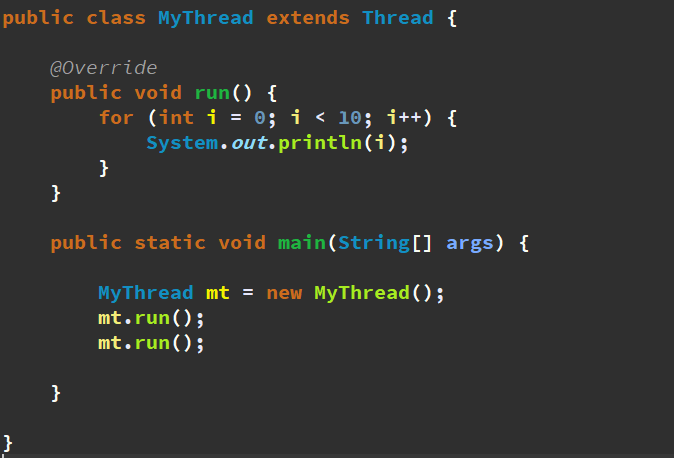 public class MyThread extends Thread {
@Override
public void run() {
for (int i = 0; i < 10; i++) {
System.out.println(i);
}
}
public static void main(String[] args) {
MyThread mt = new MyThread();
mt.run();
mt.run();
}
}